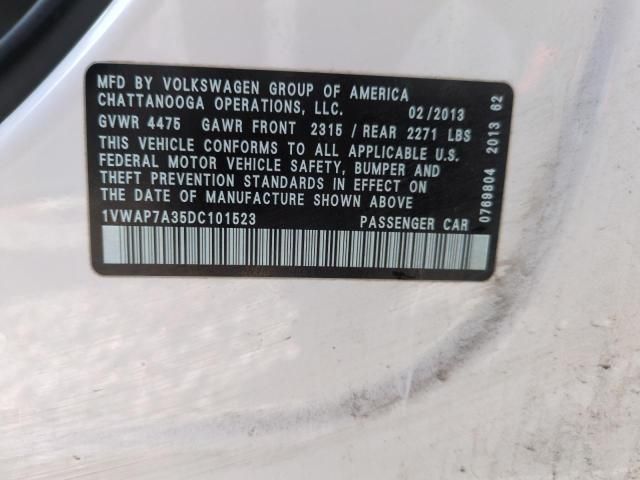 MFD BY VOLKSWAGEN GROUP OF AMERICA
CHATTANOOGA OPERATIONS, LLC. 02/2013
GVWR 4475 GAWR FRONT 2315 / REAR 2271 LBS
THIS VEHICLE CONFORMS TO ALL APPLICABLE U.S.
FEDERAL MOTOR VEHICLE SAFETY, BUMPER AND
THEFT PREVENTION STANDARDS IN EFFECT ON
THE DATE OF MANUFACTURE SHOWN ABOVE
1VWAP7A35DC101523 PASSENGER CAR
0769804 2013 62